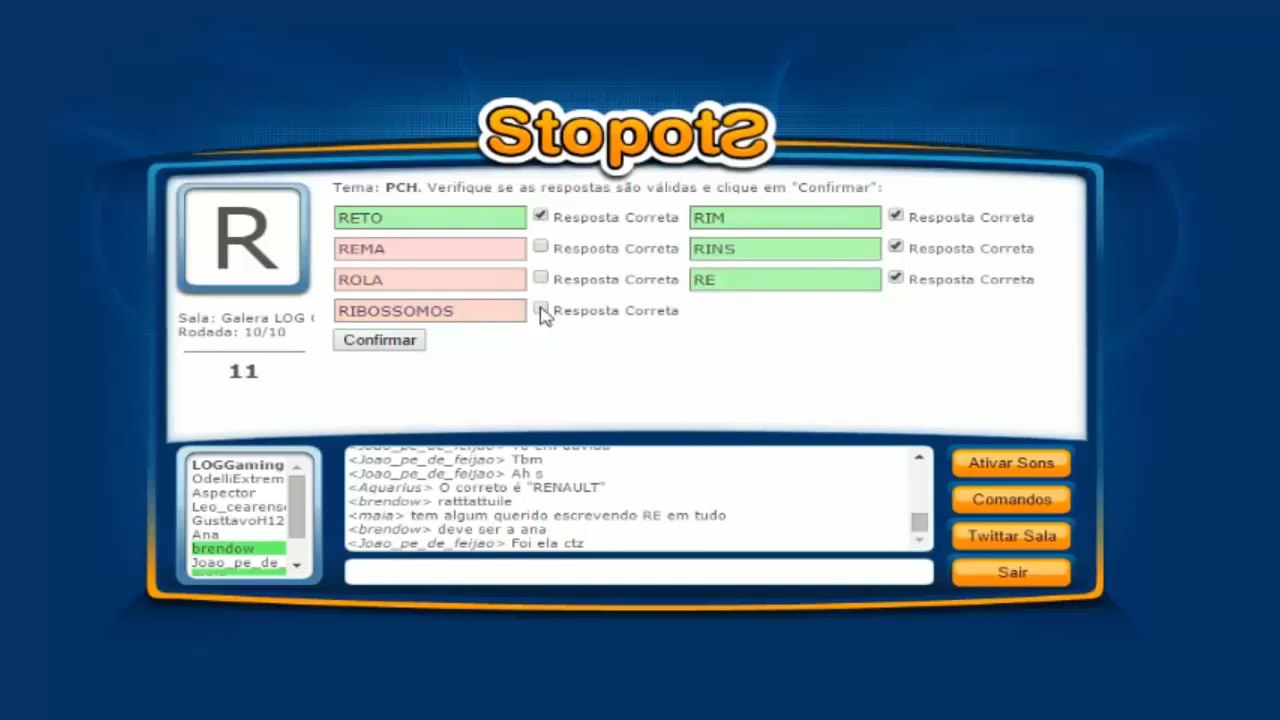 StopotS
R
Tema: PCH. Verifique se as respostas são válidas e clique em "Confirmar":
RETO Resposta Correta RIM Resposta Correta
REMA Resposta Correta RINS Resposta Correta
ROLA Resposta Correta RE Resposta Correta
RIBOSSOMOS Resposta Correta
Confirmar
Sala: Galera LOG
Rodada: 10/10
11
LOGGaming
OdelliExtrem
Aspector
Leo_cearens
GusttavoH12
Ana
brendow
Joao_pe_de_
<Joao_pe_de_feijao>
<Joao_pe_de_feijao> Tbm
<Joao_pe_de_feijao> Ah s
<Aquarius> O correto é "RENAULT"
<brendow> ratttattuile
<maia> tem algum querido escrevendo RE em tudo
<brendow> deve ser a ana
<Joao_pe_de_feijao> Foi ela ctz
Ativar Sons
Comandos
Twittar Sala
Sair